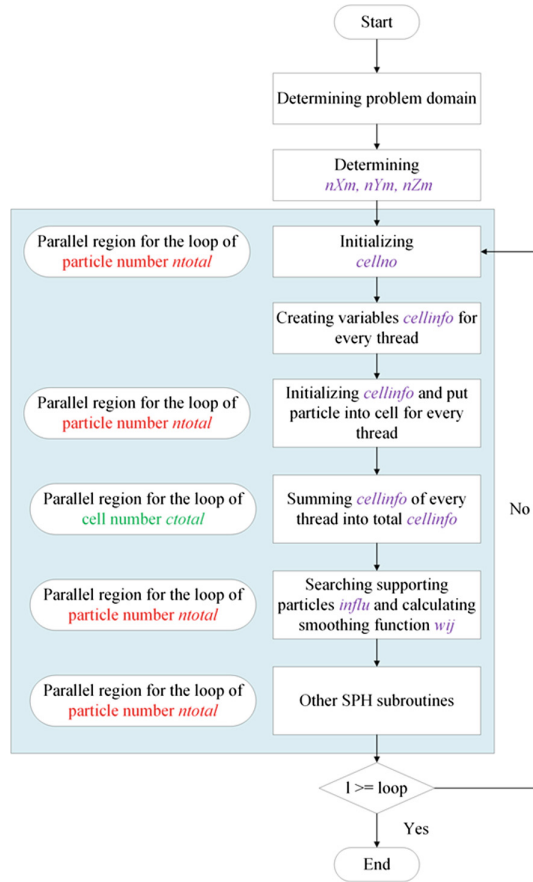 Start
Determining problem domain
Determining
nXm, nYm, nZm
Parallel region for the loop of
particle number ntotal
Initializing
cellno
Creating variables cellinfo for
every thread
Parallel region for the loop of
particle number ntotal
Initializing cellinfo and put
particle into cell for every
thread
Parallel region for the loop of
cell number ctotal
Summing cellinfo of every
thread into total cellinfo
No
Parallel region for the loop of
particle number ntotal
Searching supporting
particles influ and calculating
smoothing function wij
Parallel region for the loop of
particle number ntotal
Other SPH subroutines
I >= loop
Yes
End